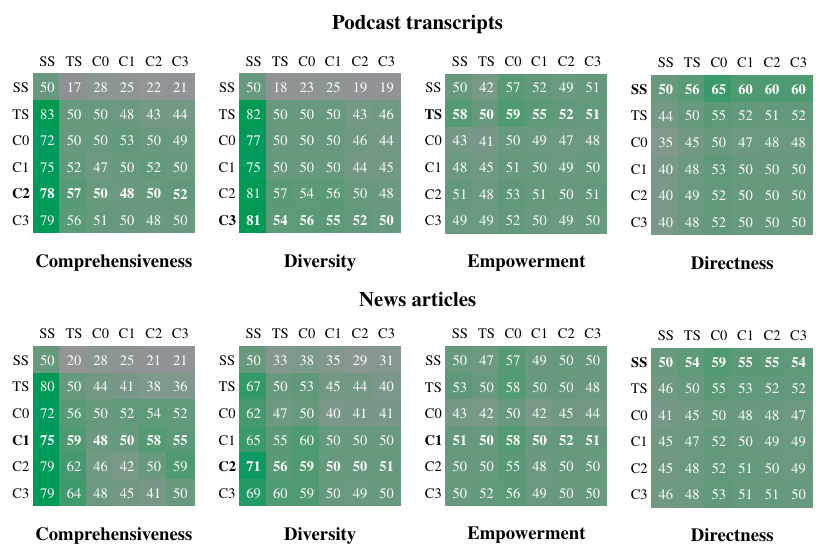 Podcast transcripts
SS TS C0 C1 C2 C3
SS 50 17 28 25 22 21
TS 83 50 50 48 43 44
C0 72 50 50 53 50 49
C1 75 52 47 50 52 50
C2 78 57 50 48 50 52
C3 79 56 51 50 48 50
Comprehensiveness
SS TS C0 C1 C2 C3
SS 50 18 23 25 19 19
TS 82 50 50 50 43 46
C0 77 50 50 50 46 44
C1 75 50 50 50 44 45
C2 81 57 54 56 50 48
C3 81 54 56 55 52 50
Diversity
SS TS C0 C1 C2 C3
SS 50 42 57 52 49 51
TS 58 50 59 55 52 51
C0 43 41 50 49 47 48
C1 48 45 51 50 49 50
C2 51 48 53 51 50 51
C3 49 49 52 50 49 50
Empowerment
SS TS C0 C1 C2 C3
SS 50 56 65 60 60 60
TS 44 50 55 52 51 52
C0 35 45 50 47 48 48
C1 40 48 53 50 50 50
C2 40 49 52 50 50 50
C3 40 48 52 50 50 50
Directness
News articles
SS TS C0 C1 C2 C3
SS 50 20 28 25 21 21
TS 80 50 44 41 38 36
C0 72 56 50 52 54 52
C1 75 59 48 50 58 55
C2 79 62 46 42 50 59
C3 79 64 48 45 41 50
Comprehensiveness
SS TS C0 C1 C2 C3
SS 50 33 38 35 29 31
TS 67 50 53 45 44 40
C0 62 47 50 40 41 41
C1 65 55 60 50 50 50
C2 71 56 59 50 50 51
C3 69 60 59 50 49 50
Diversity
SS TS C0 C1 C2 C3
SS 50 47 57 49 50 50
TS 53 50 58 50 50 48
C0 43 42 50 42 45 44
C1 51 50 58 50 52 51
C2 50 50 55 48 50 50
C3 50 52 56 49 50 50
Empowerment
SS TS C0 C1 C2 C3
SS 50 54 59 55 55 54
TS 46 50 55 53 52 52
C0 41 45 50 48 48 47
C1 45 47 52 50 49 49
C2 45 48 52 51 50 49
C3 46 48 53 51 51 50
Directness